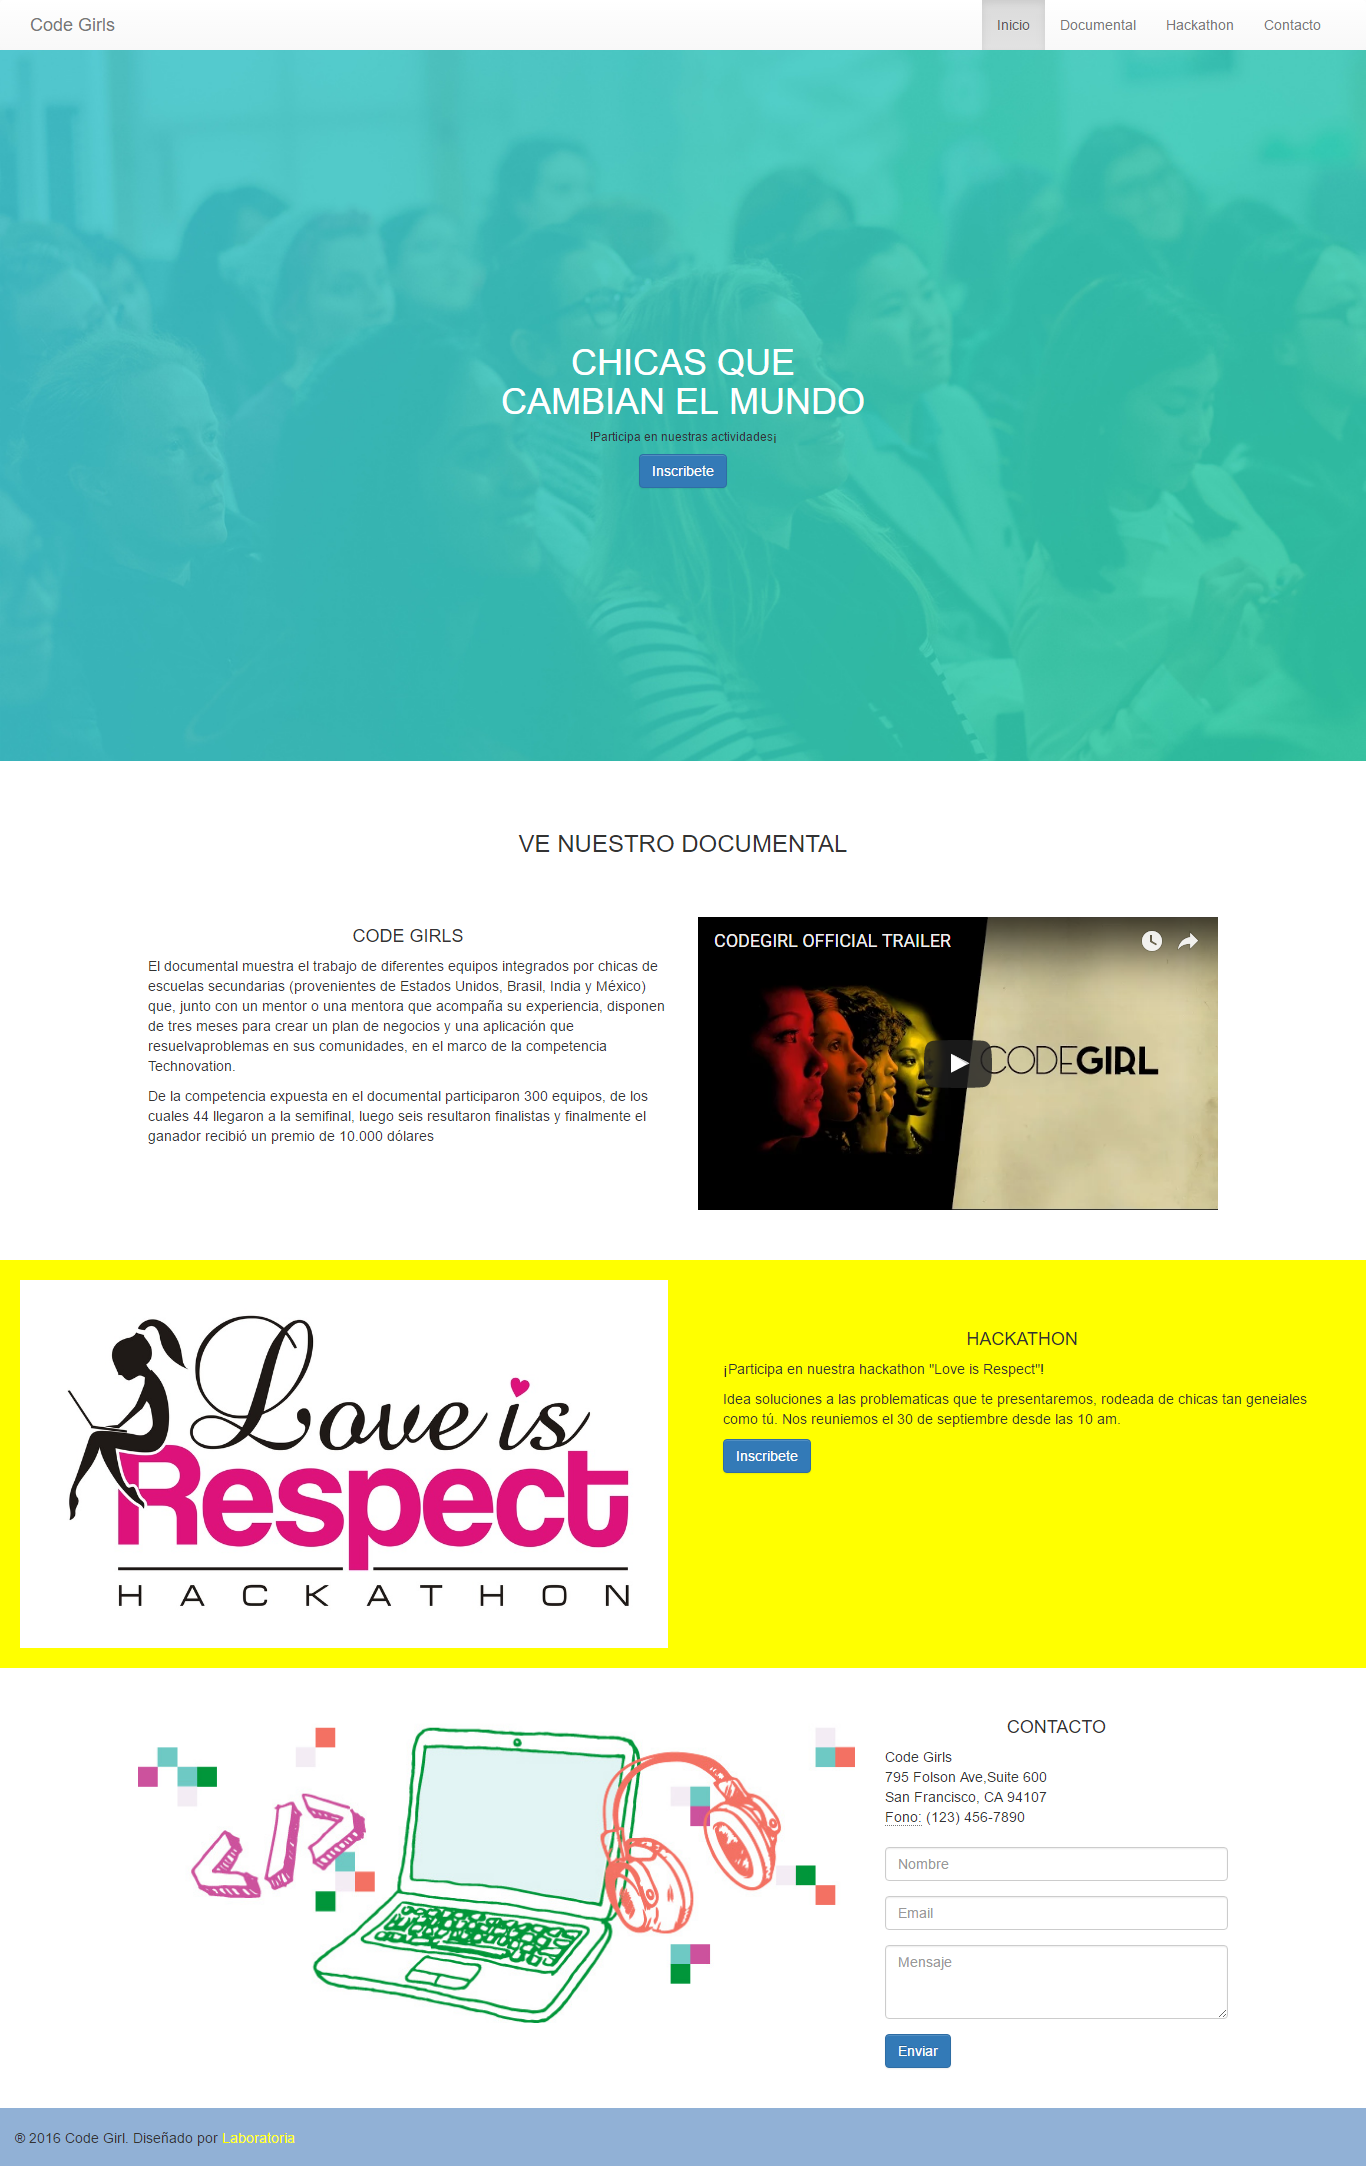 Code Girls
Inicio
Documental
Hackathon
Contacto
CHICAS QUE
CAMBIAN EL MUNDO
!Participa en nuestras actividades¡
Inscribete
VE NUESTRO DOCUMENTAL
CODE GIRLS
El documental muestra el trabajo de diferentes equipos integrados por chicas de
escuelas secundarias (provenientes de Estados Unidos, Brasil, India y México)
que, junto con un mentor o una mentora que acompaña su experiencia, disponen
de tres meses para crear un plan de negocios y una aplicación que
resuelvaproblemas en sus comunidades, en el marco de la competencia
Technovation.
De la competencia expuesta en el documental participaron 300 equipos, de los
cuales 44 llegaron a la semifinal, luego seis resultaron finalistas y finalmente el
ganador recibió un premio de 10.000 dólares
CODEGIRL OFFICIAL TRAILER
CODEGIRL
Love is
Respect
HACKATHON
HACKATHON
¡Participa en nuestra hackathon "Love is Respect"!
Idea soluciones a las problematicas que te presentaremos, rodeada de chicas tan geneiales
como tú. Nos reuniemos el 30 de septiembre desde las 10 am.
Inscribete
</>
CONTACTO
Code Girls
795 Folson Ave,Suite 600
San Francisco, CA 94107
Fono: (123) 456-7890
Nombre
Email
Mensaje
Enviar
® 2016 Code Girl. Diseñado por Laboratoria